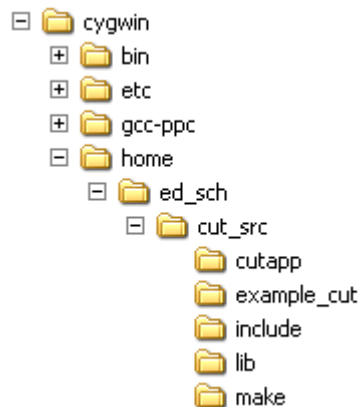 cygwin
bin
etc
gcc-ppc
home
ed_sch
cut_src
cutapp
example_cut
include
lib
make